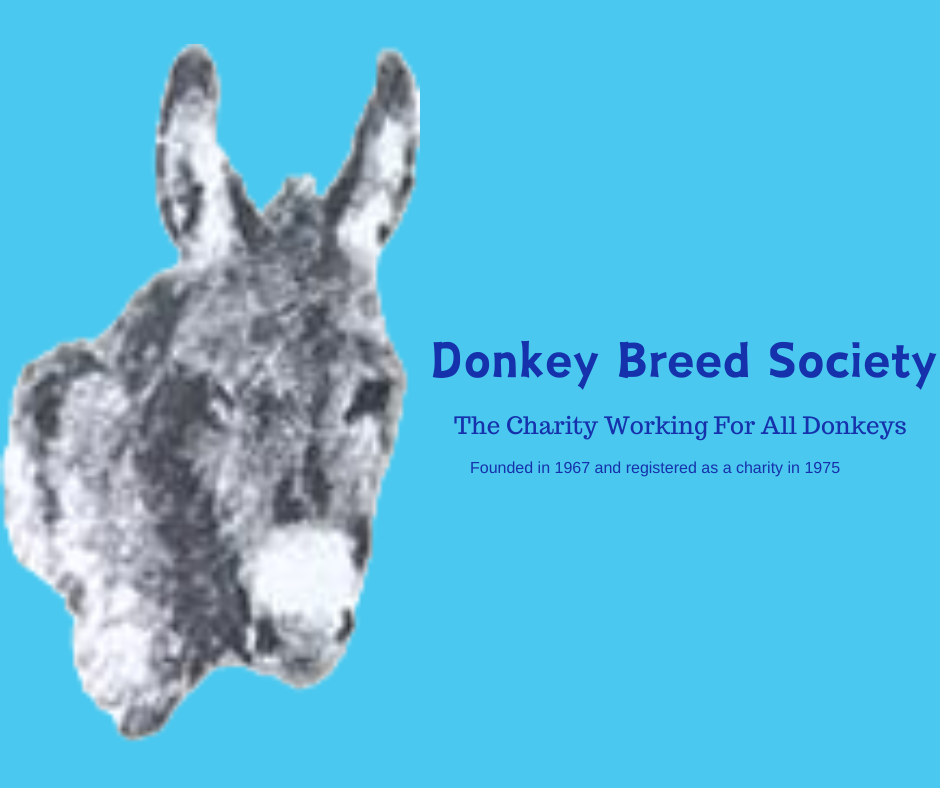 Donkey Breed Society
The Charity Working For All Donkeys
Founded in 1967 and registered as a charity in 1975